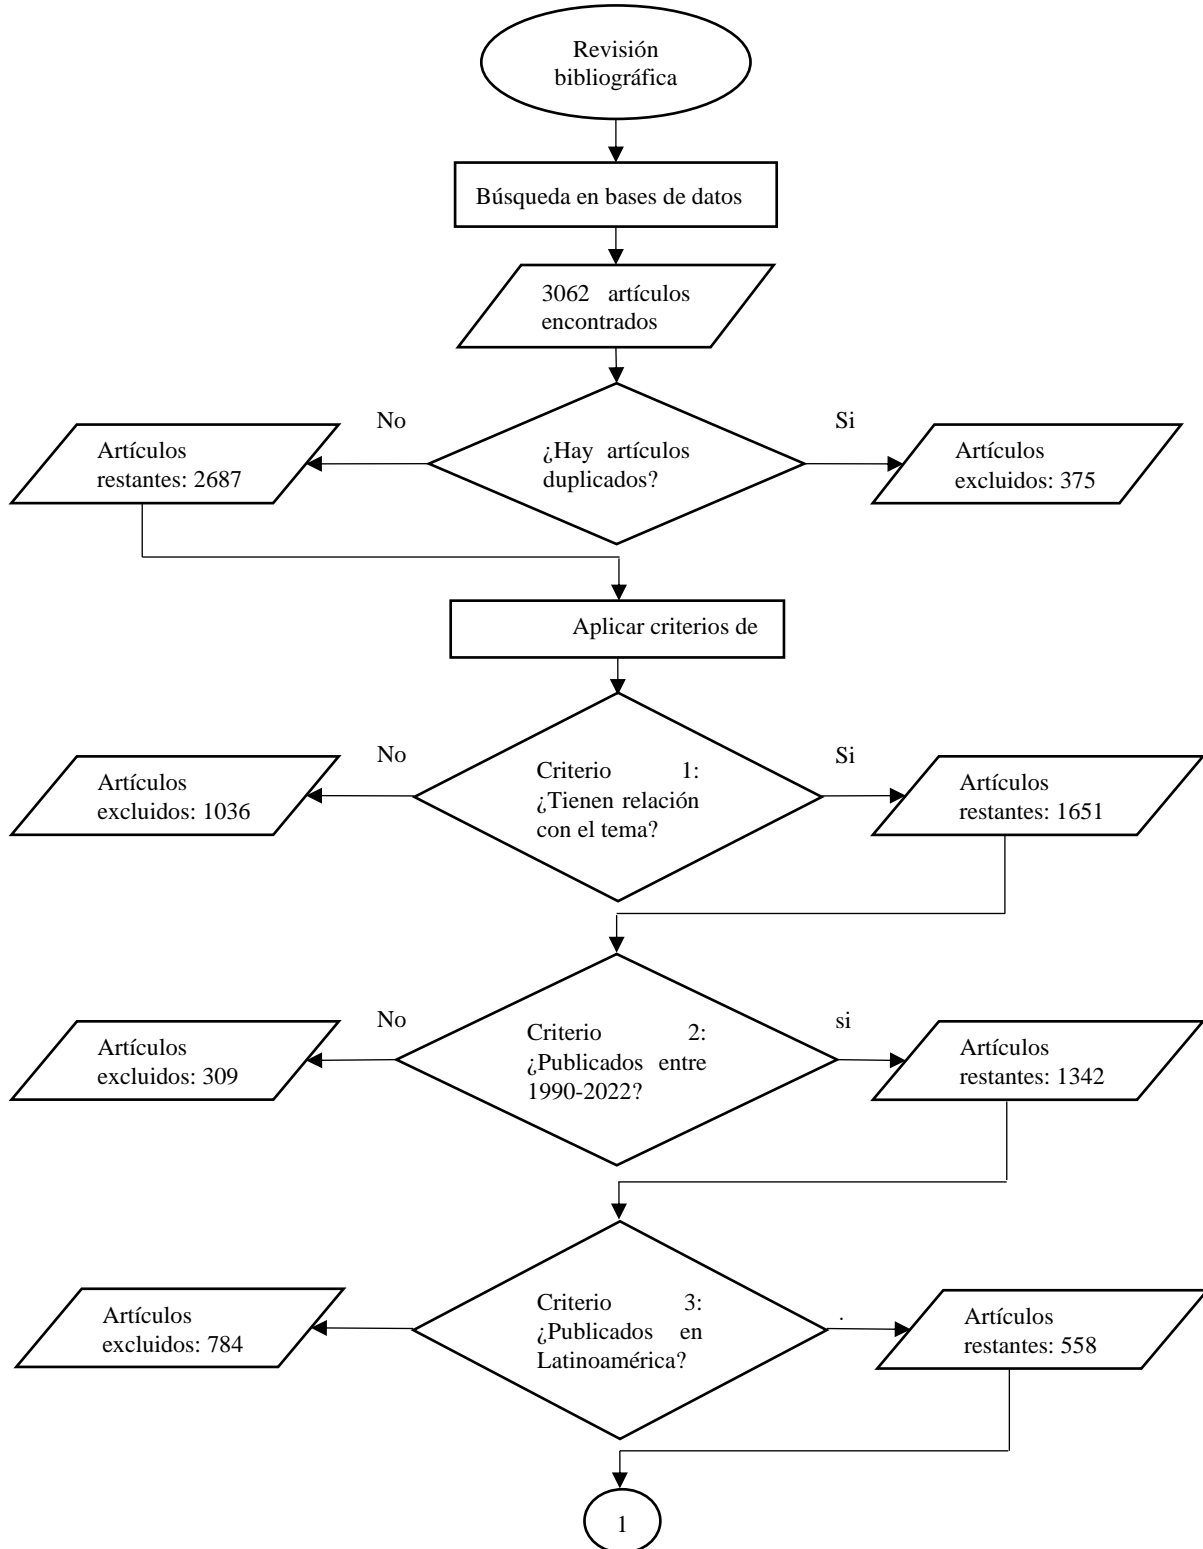 Revisión
bibliográfica
Búsqueda en bases de datos
3062 artículos
encontrados
No
Si
Artículos
restantes: 2687
¿Hay artículos
duplicados?
Artículos
excluidos: 375
Aplicar criterios de
No
Si
Artículos
excluidos: 1036
Criterio 1:
¿Tienen relación
con el tema?
Artículos
restantes: 1651
No
si
Artículos
excluidos: 309
Criterio 2:
¿Publicados entre
1990-2022?
Artículos
restantes: 1342
Artículos
excluidos: 784
Criterio 3:
¿Publicados en
Latinoamérica?
.
Artículos
restantes: 558
1